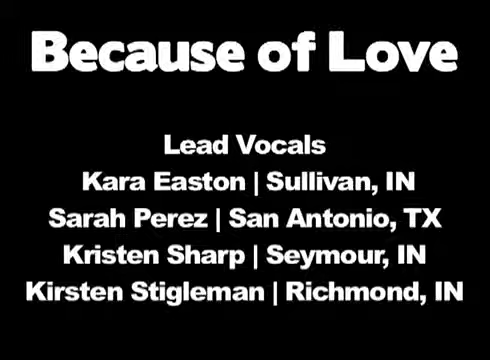 Because of Love
Lead Vocals
Kara Easton | Sullivan, IN
Sarah Perez | San Antonio, TX
Kristen Sharp | Seymour, IN
Kirsten Stigleman | Richmond, IN